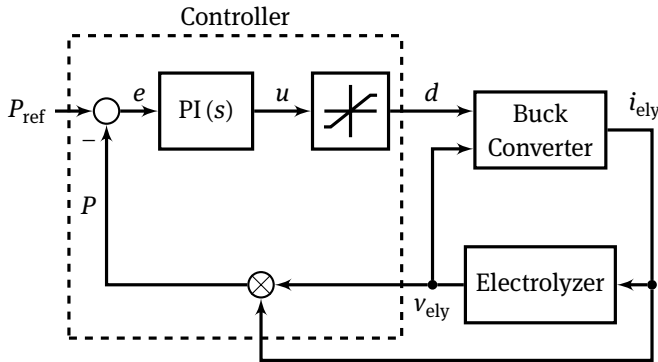 Controller
P_ref
e
PI(s)
u
d
Buck
Converter
i_ely
−
P
v_ely
Electrolyzer